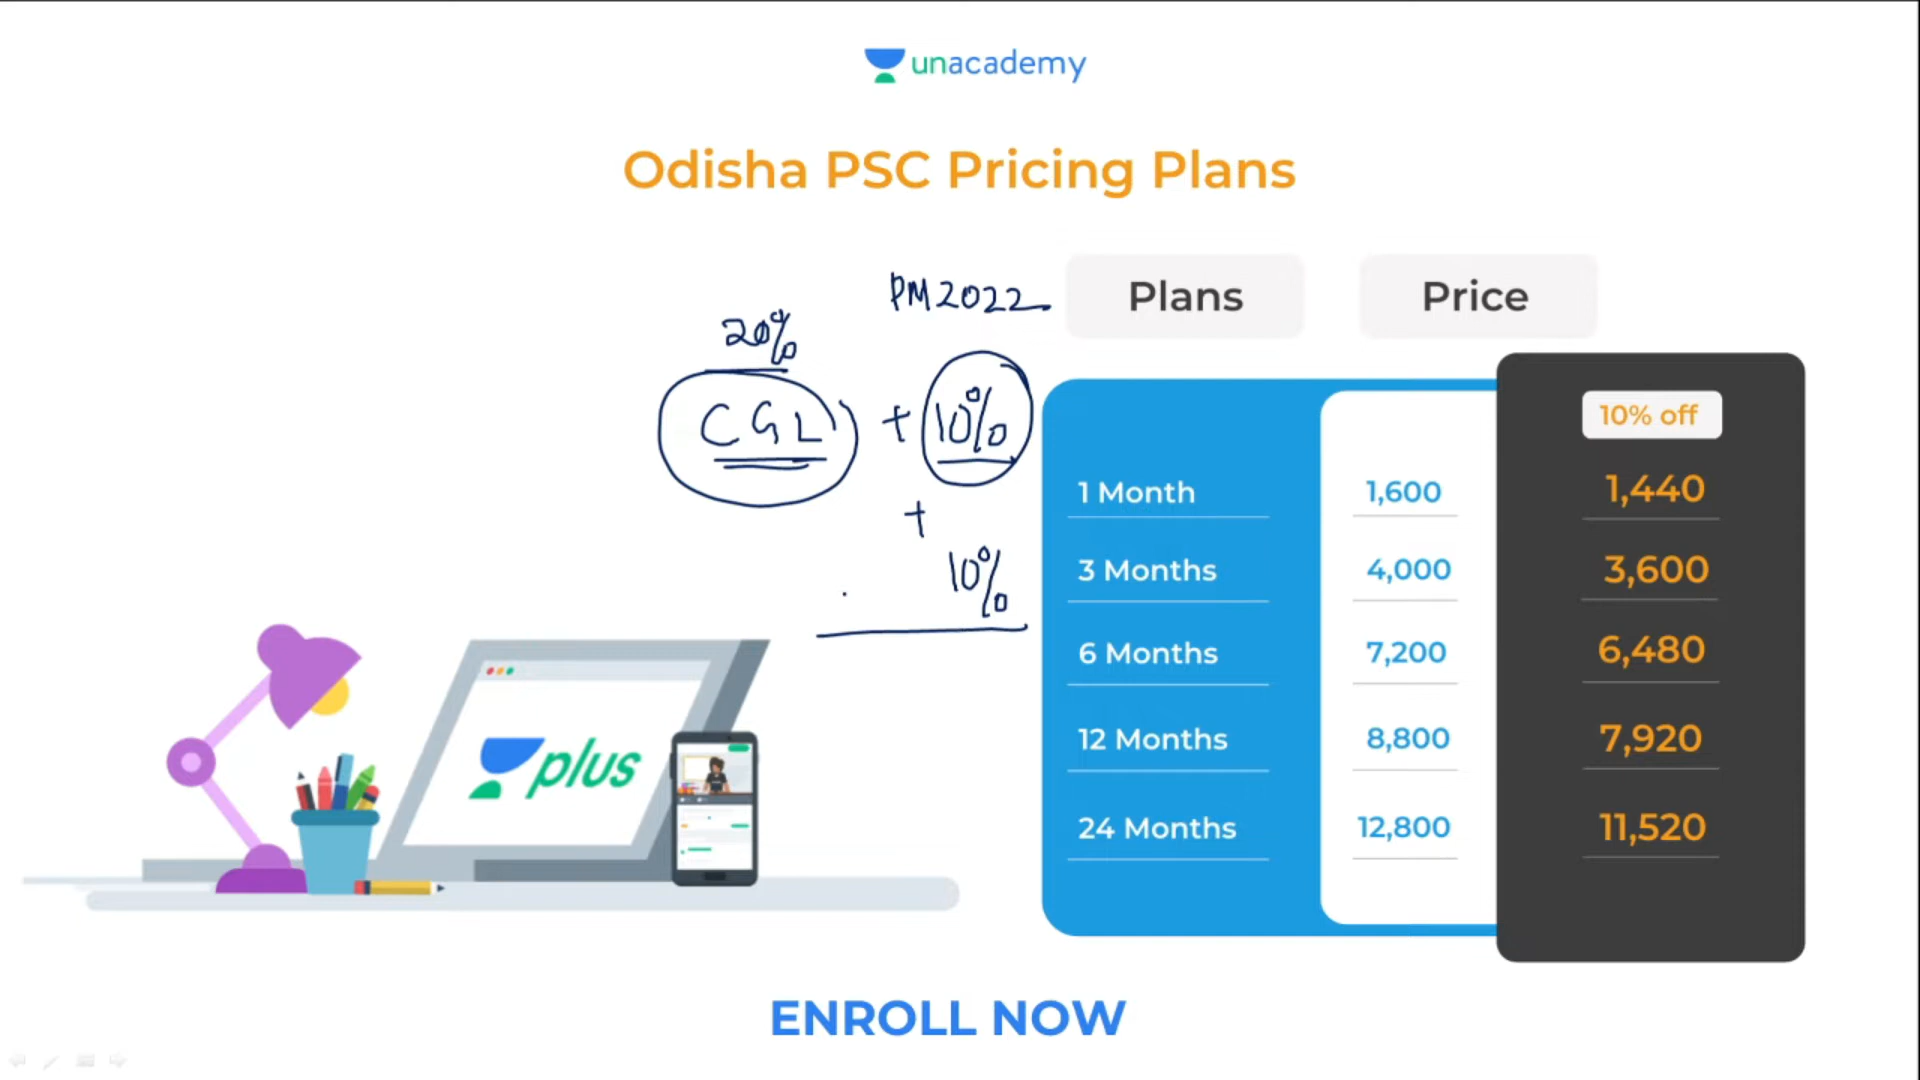 unacademy
Odisha PSC Pricing Plans
PM2022
Plans Price
20%
CGL + 10%
+
10%
10% off
1 Month 1,600 1,440
3 Months 4,000 3,600
6 Months 7,200 6,480
12 Months 8,800 7,920
24 Months 12,800 11,520
plus
ENROLL NOW